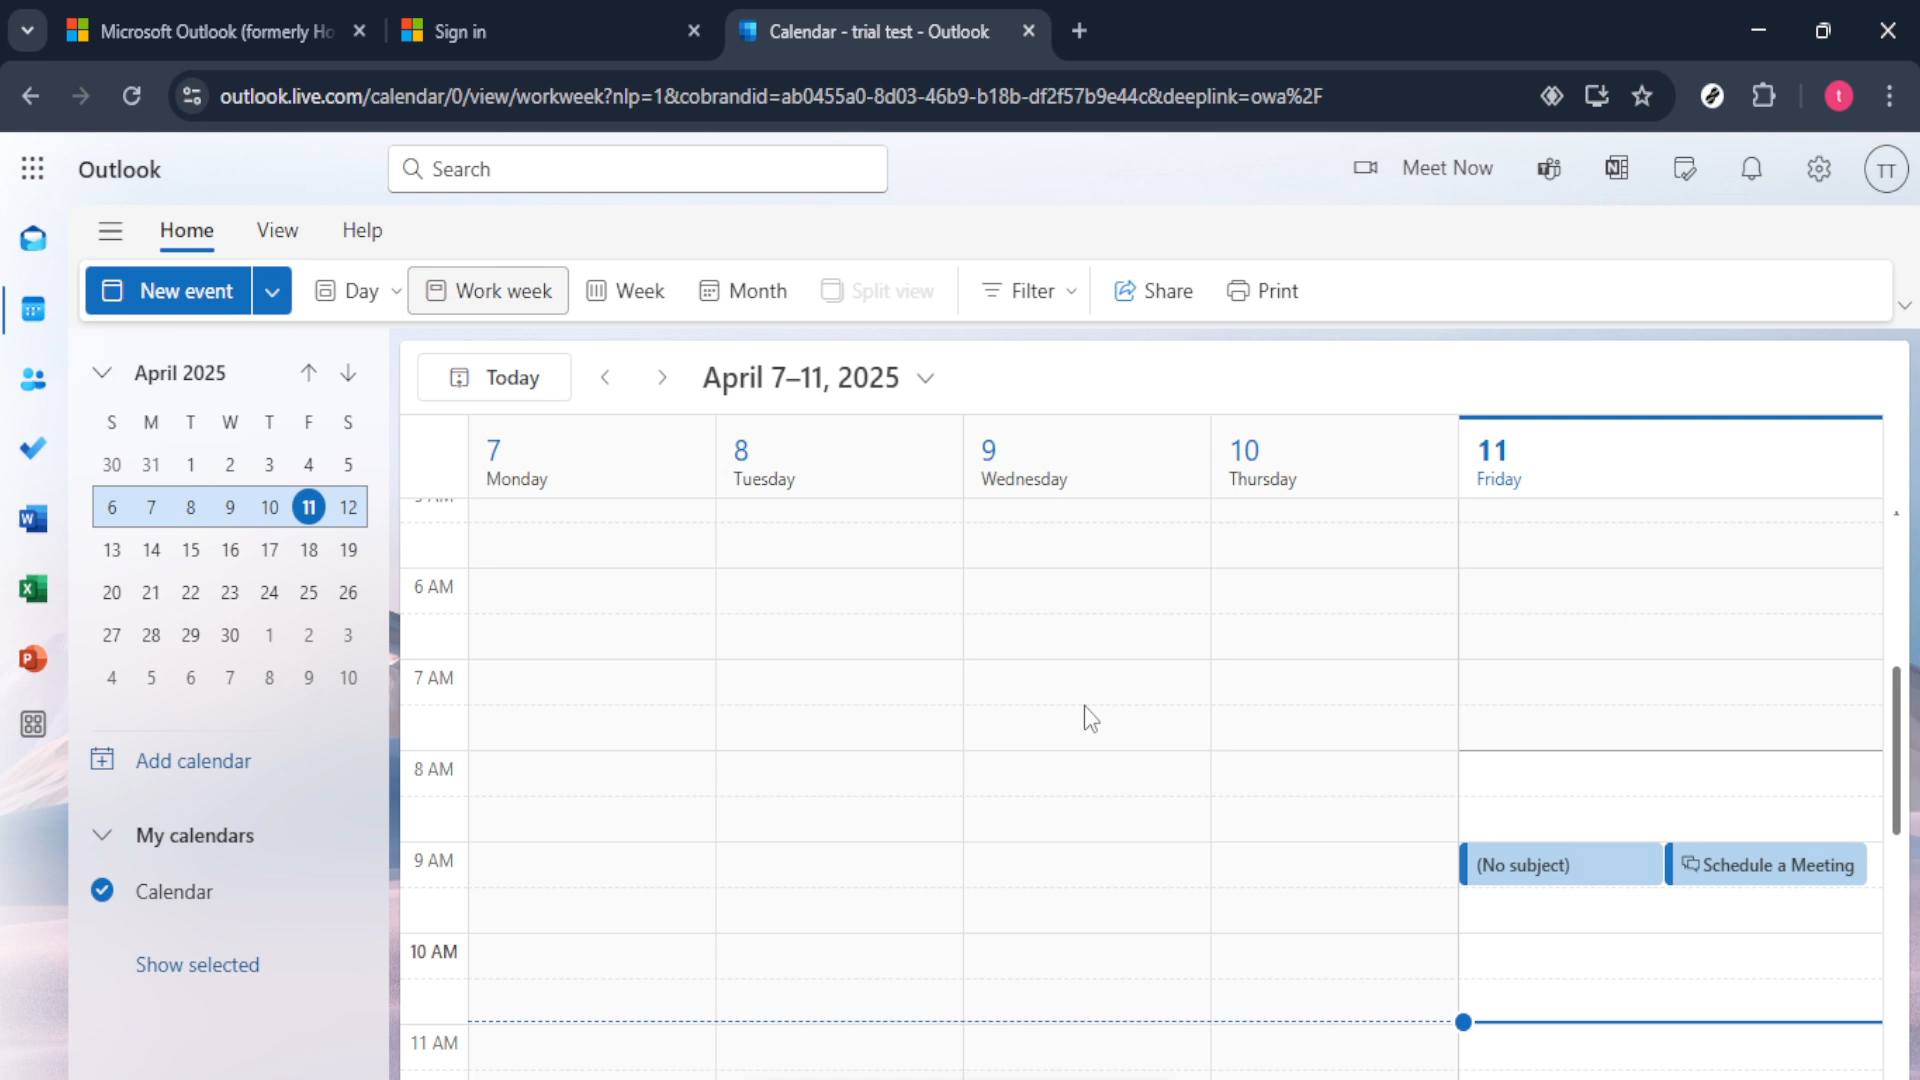 Microsoft Outlook (formerly Ho
Sign in
Calendar - trial test - Outlook
outlook.live.com/calendar/0/view/workweek?nlp=1&cobrandid=ab0455a0-8d03-46b9-b18b-df2f57b9e44c&deeplink=owa%2F
t
Outlook
Search
Meet Now
TT
Home View Help
New event Day Work week Week Month Split view Filter Share Print
April 2025
S M T W T F S
30 31 1 2 3 4 5
6 7 8 9 10 11 12
13 14 15 16 17 18 19
20 21 22 23 24 25 26
27 28 29 30 1 2 3
4 5 6 7 8 9 10
Add calendar
My calendars
Calendar
Show selected
Today April 7–11, 2025
7 8 9 10 11
Monday Tuesday Wednesday Thursday Friday
6 AM
7 AM
8 AM
9 AM
(No subject) Schedule a Meeting
10 AM
11 AM